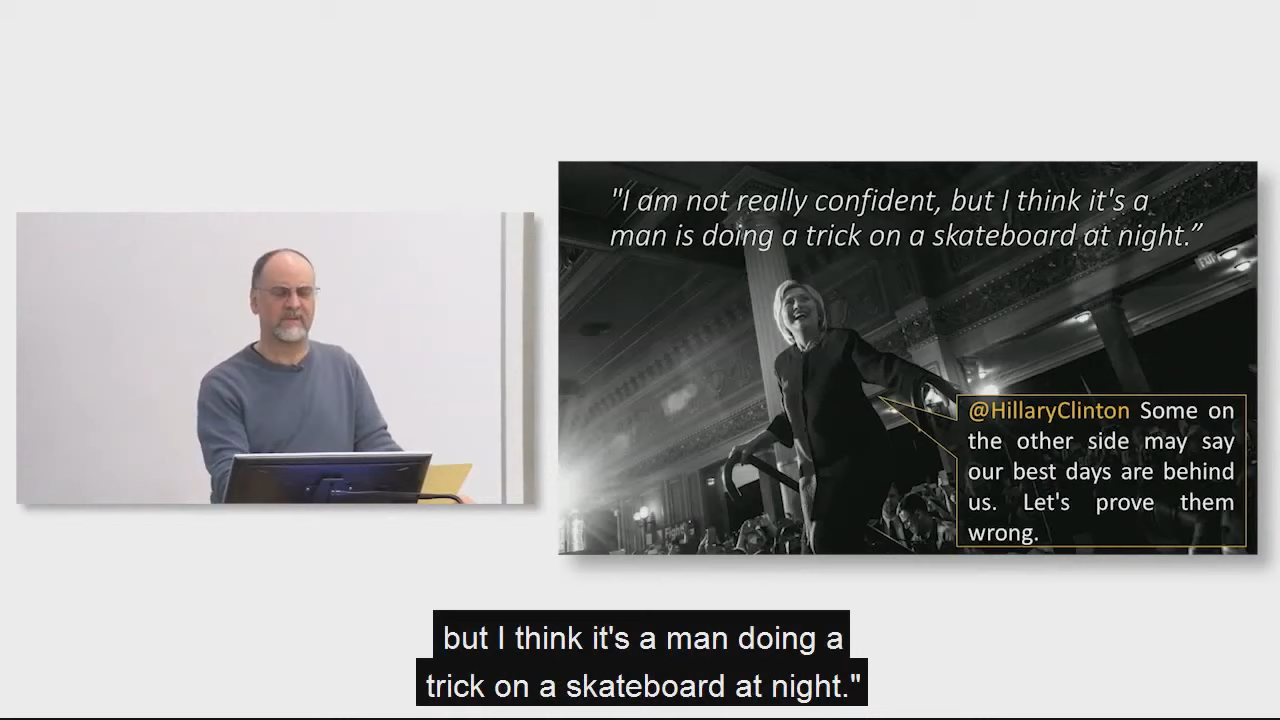 "I am not really confident, but I think it's a
man is doing a trick on a skateboard at night.”
@HillaryClinton Some on
the other side may say
our best days are behind
us. Let's prove them
wrong.
but I think it's a man doing a
trick on a skateboard at night."